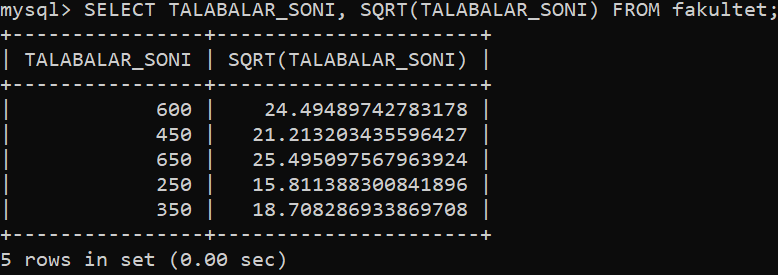 mysql> SELECT TALABALAR_SONI, SQRT(TALABALAR_SONI) FROM fakultet;
+----------------+----------------------+
| TALABALAR_SONI | SQRT(TALABALAR_SONI) |
+----------------+----------------------+
|            600 |    24.49489742783178 |
|            450 |   21.213203435596427 |
|            650 |   25.495097567963924 |
|            250 |   15.811388300841896 |
|            350 |   18.708286933869708 |
+----------------+----------------------+
5 rows in set (0.00 sec)